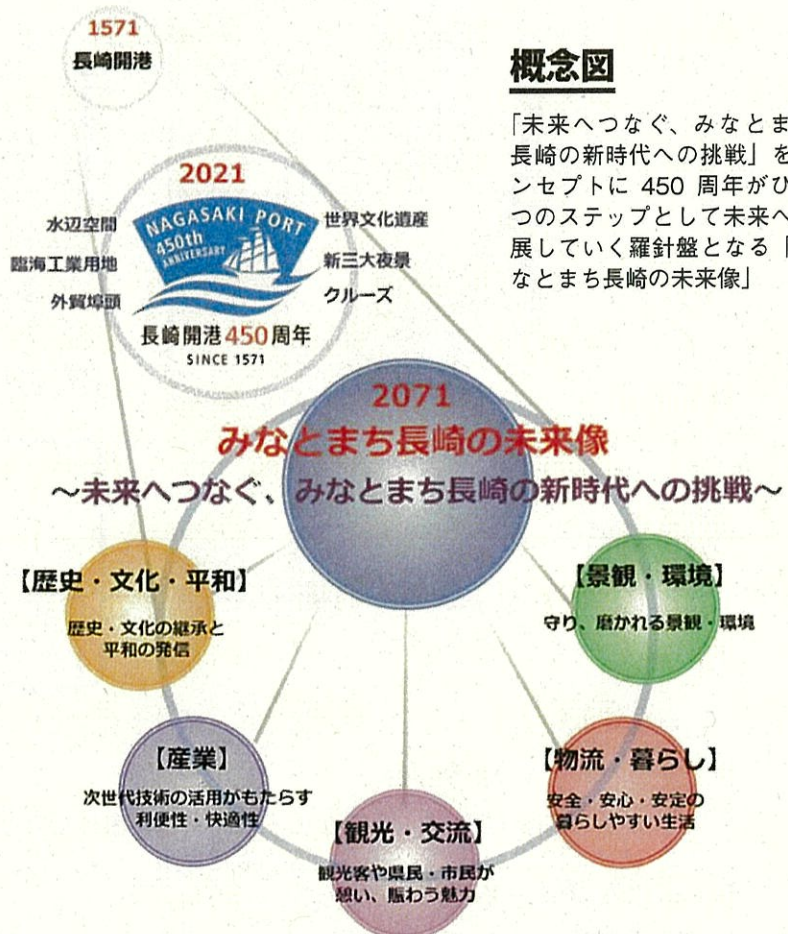 1571
長崎開港
概念図
「未来へつなぐ、みなとま
長崎の新時代への挑戦」を
ンセプトに 450 周年がひ
つのステップとして未来へ
展していく羅針盤となる「
なとまち長崎の未来像」
2021
水辺空間
臨海工業用地
外貿埠頭
NAGASAKI PORT
450th
ANNIVERSARY
世界文化遺産
新三大夜景
クルーズ
長崎開港450周年
SINCE 1571
2071
みなとまち長崎の未来像
～未来へつなぐ、みなとまち長崎の新時代への挑戦～
【歴史・文化・平和】
歴史・文化の継承と
平和の発信
【景観・環境】
守り、磨かれる景観・環境
【産業】
次世代技術の活用がもたらす
利便性・快適性
【物流・暮らし】
安全・安心・安定の
暮らしやすい生活
【観光・交流】
観光客や県民・市民が
憩い、賑わう魅力